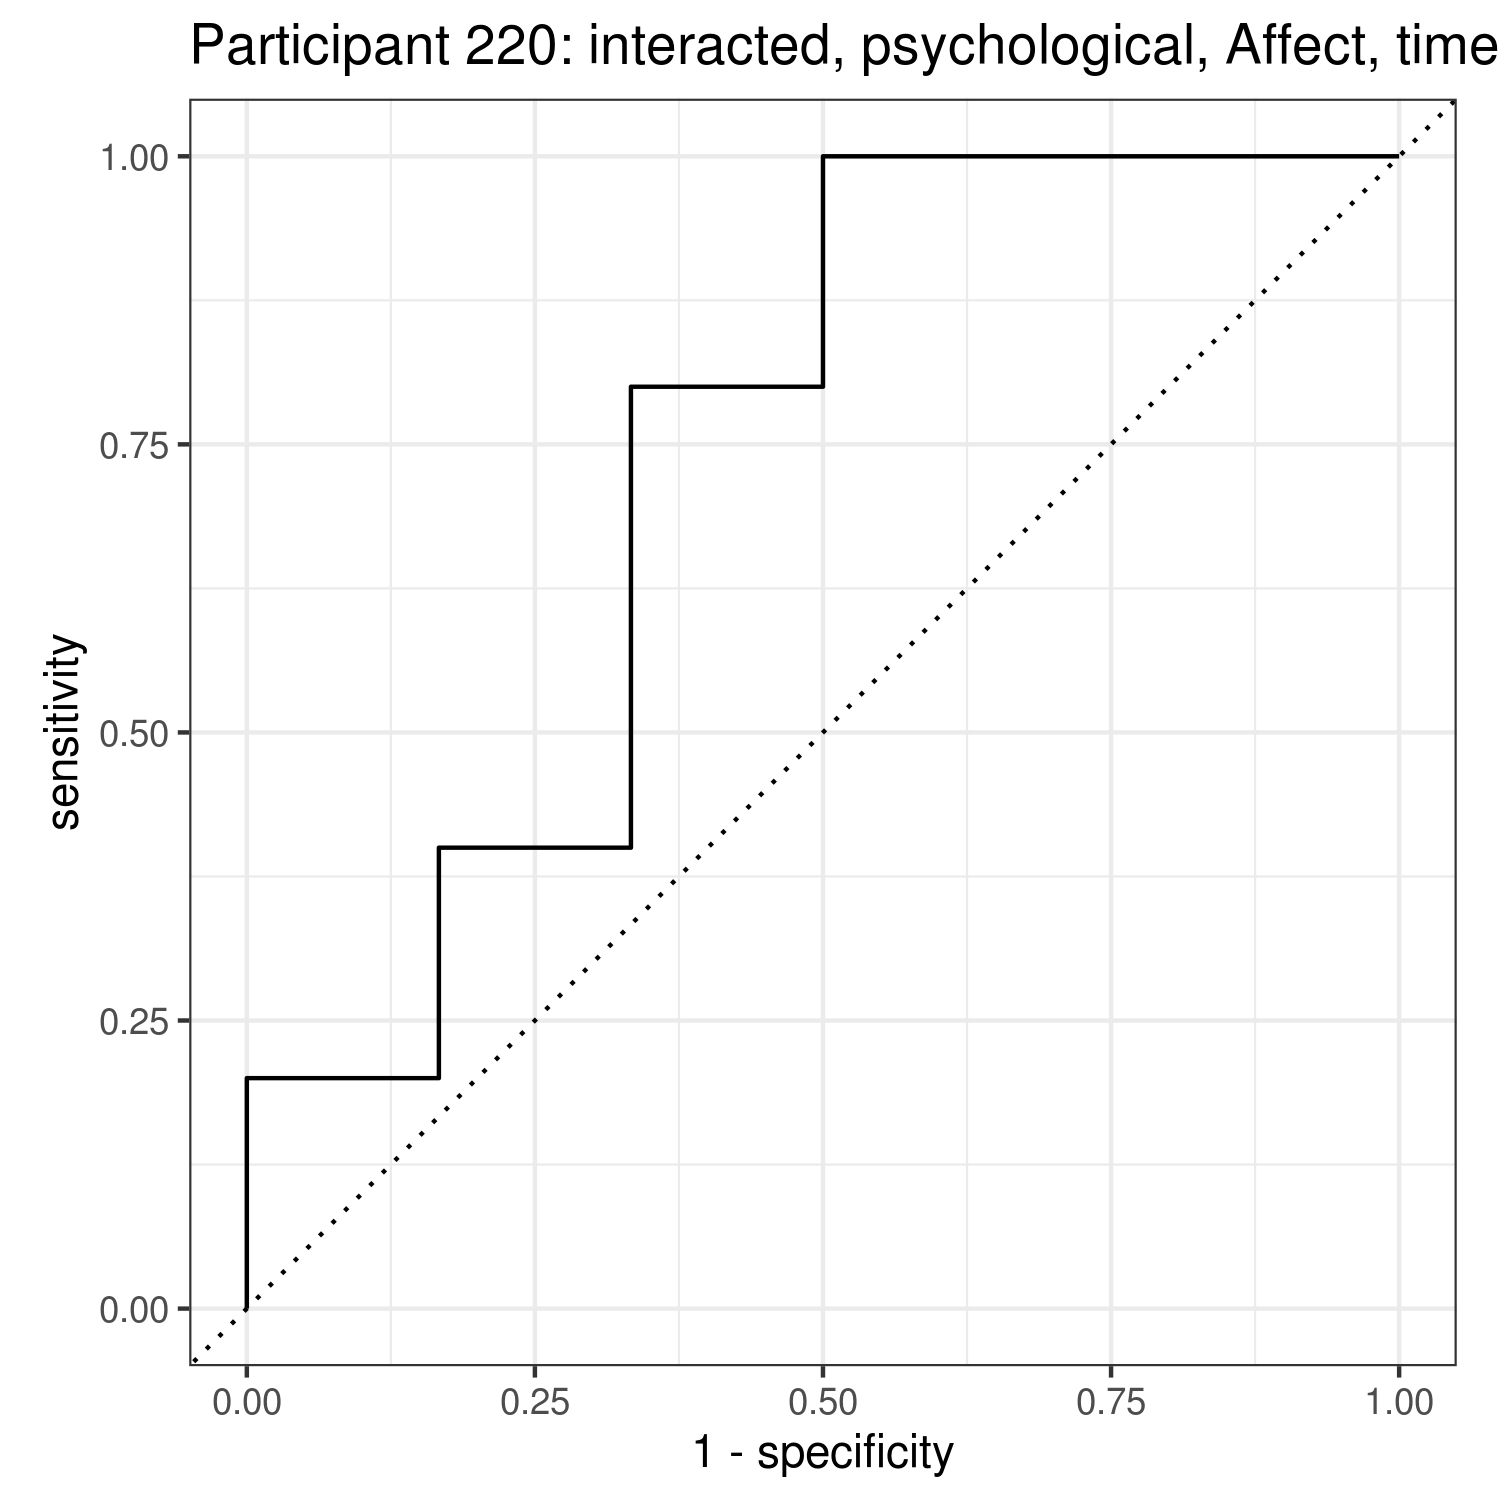 Participant 220: interacted, psychological, Affect, time
1.00
0.75
0.50
0.25
0.00
sensitivity
0.00 0.25 0.50 0.75 1.00
1 - specificity